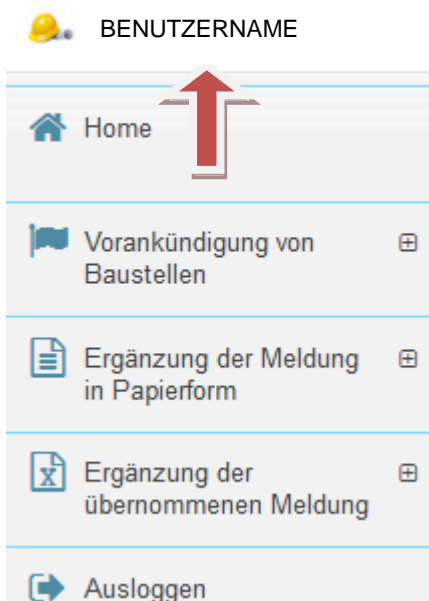 BENUTZERNAME
Home
Vorankündigung von
Baustellen
Ergänzung der Meldung
in Papierform
Ergänzung der
übernommenen Meldung
Ausloggen